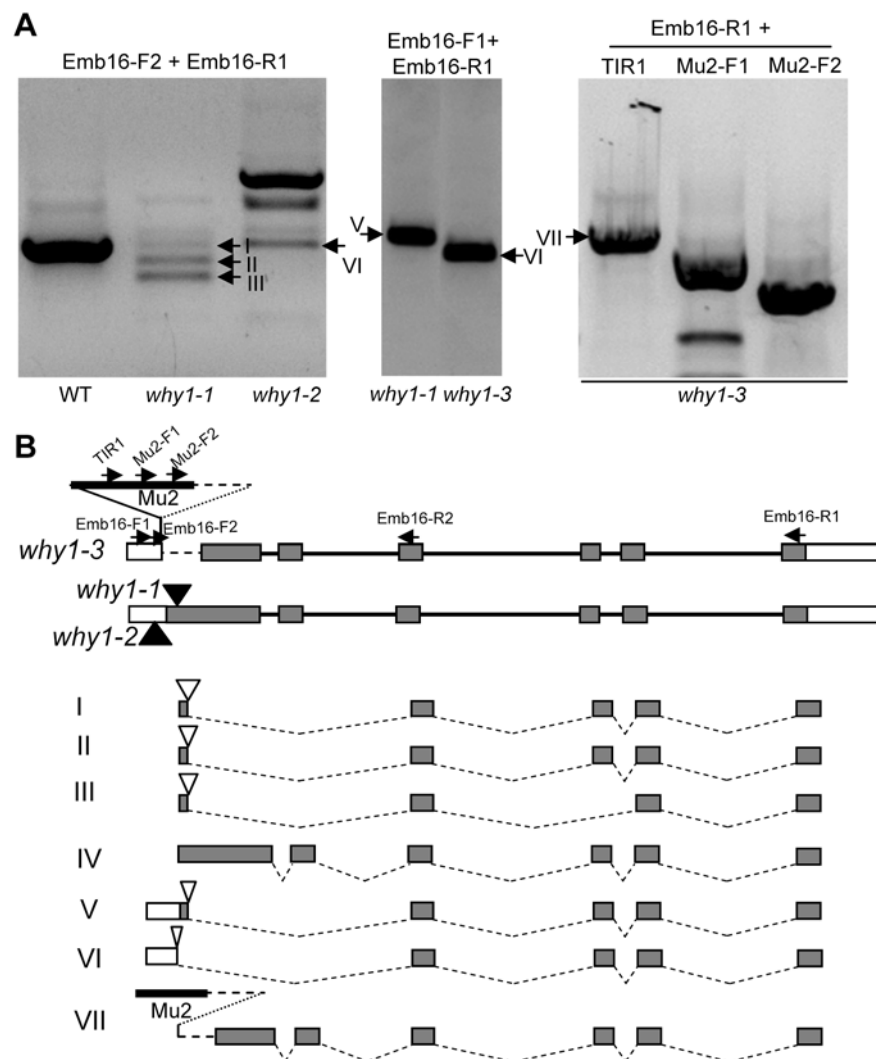 A
Emb16-F2 + Emb16-R1
Emb16-F1+
Emb16-R1
Emb16-R1 +
TIR1 Mu2-F1 Mu2-F2
I
II
III
VI
V
VI
VII
WT why1-1 why1-2
why1-1 why1-3
why1-3
B
TIR1
Mu2-F1
Mu2-F2
Mu2
Emb16-F1
Emb16-F2
Emb16-R2
Emb16-R1
why1-3
why1-1
why1-2
I
II
III
IV
V
VI
Mu2
VII